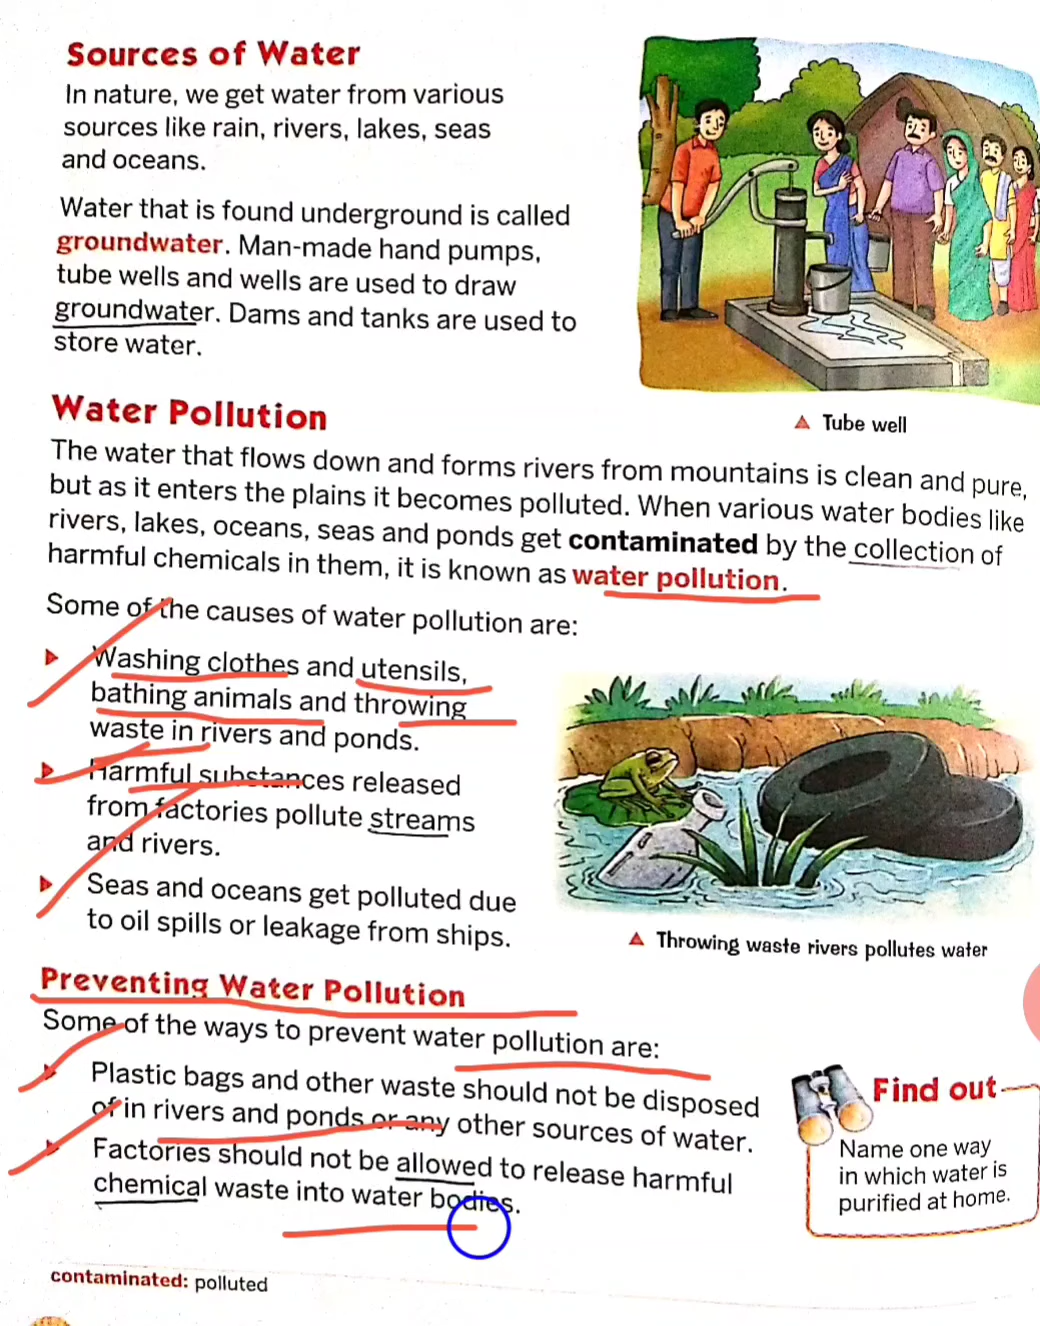 Sources of Water
In nature, we get water from various
sources like rain, rivers, lakes, seas
and oceans.
Water that is found underground is called
groundwater. Man-made hand pumps,
tube wells and wells are used to draw
groundwater. Dams and tanks are used to
store water.
Tube well
Water Pollution
The water that flows down and forms rivers from mountains is clean and pure,
but as it enters the plains it becomes polluted. When various water bodies like
rivers, lakes, oceans, seas and ponds get contaminated by the collection of
harmful chemicals in them, it is known as water pollution.
Some of the causes of water pollution are:
Washing clothes and utensils,
bathing animals and throwing
waste in rivers and ponds.
Harmful substances released
from factories pollute streams
and rivers.
Seas and oceans get polluted due
to oil spills or leakage from ships.
Throwing waste rivers pollutes water
Preventing Water Pollution
Some of the ways to prevent water pollution are:
Plastic bags and other waste should not be disposed
of in rivers and ponds or any other sources of water.
Factories should not be allowed to release harmful
chemical waste into water bodies.
Find out
Name one way
in which water is
purified at home.
contaminated: polluted